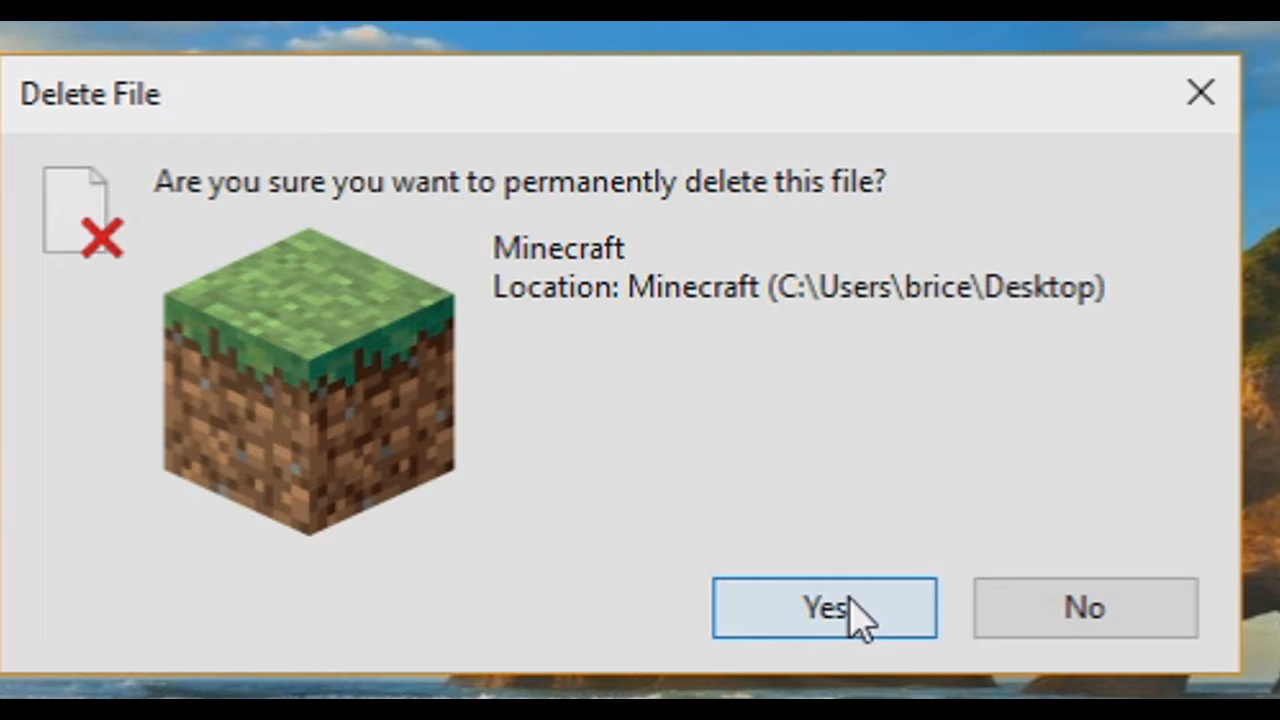 Delete File
Are you sure you want to permanently delete this file?
Minecraft
Location: Minecraft (C:\Users\brice\Desktop)
Yes
No